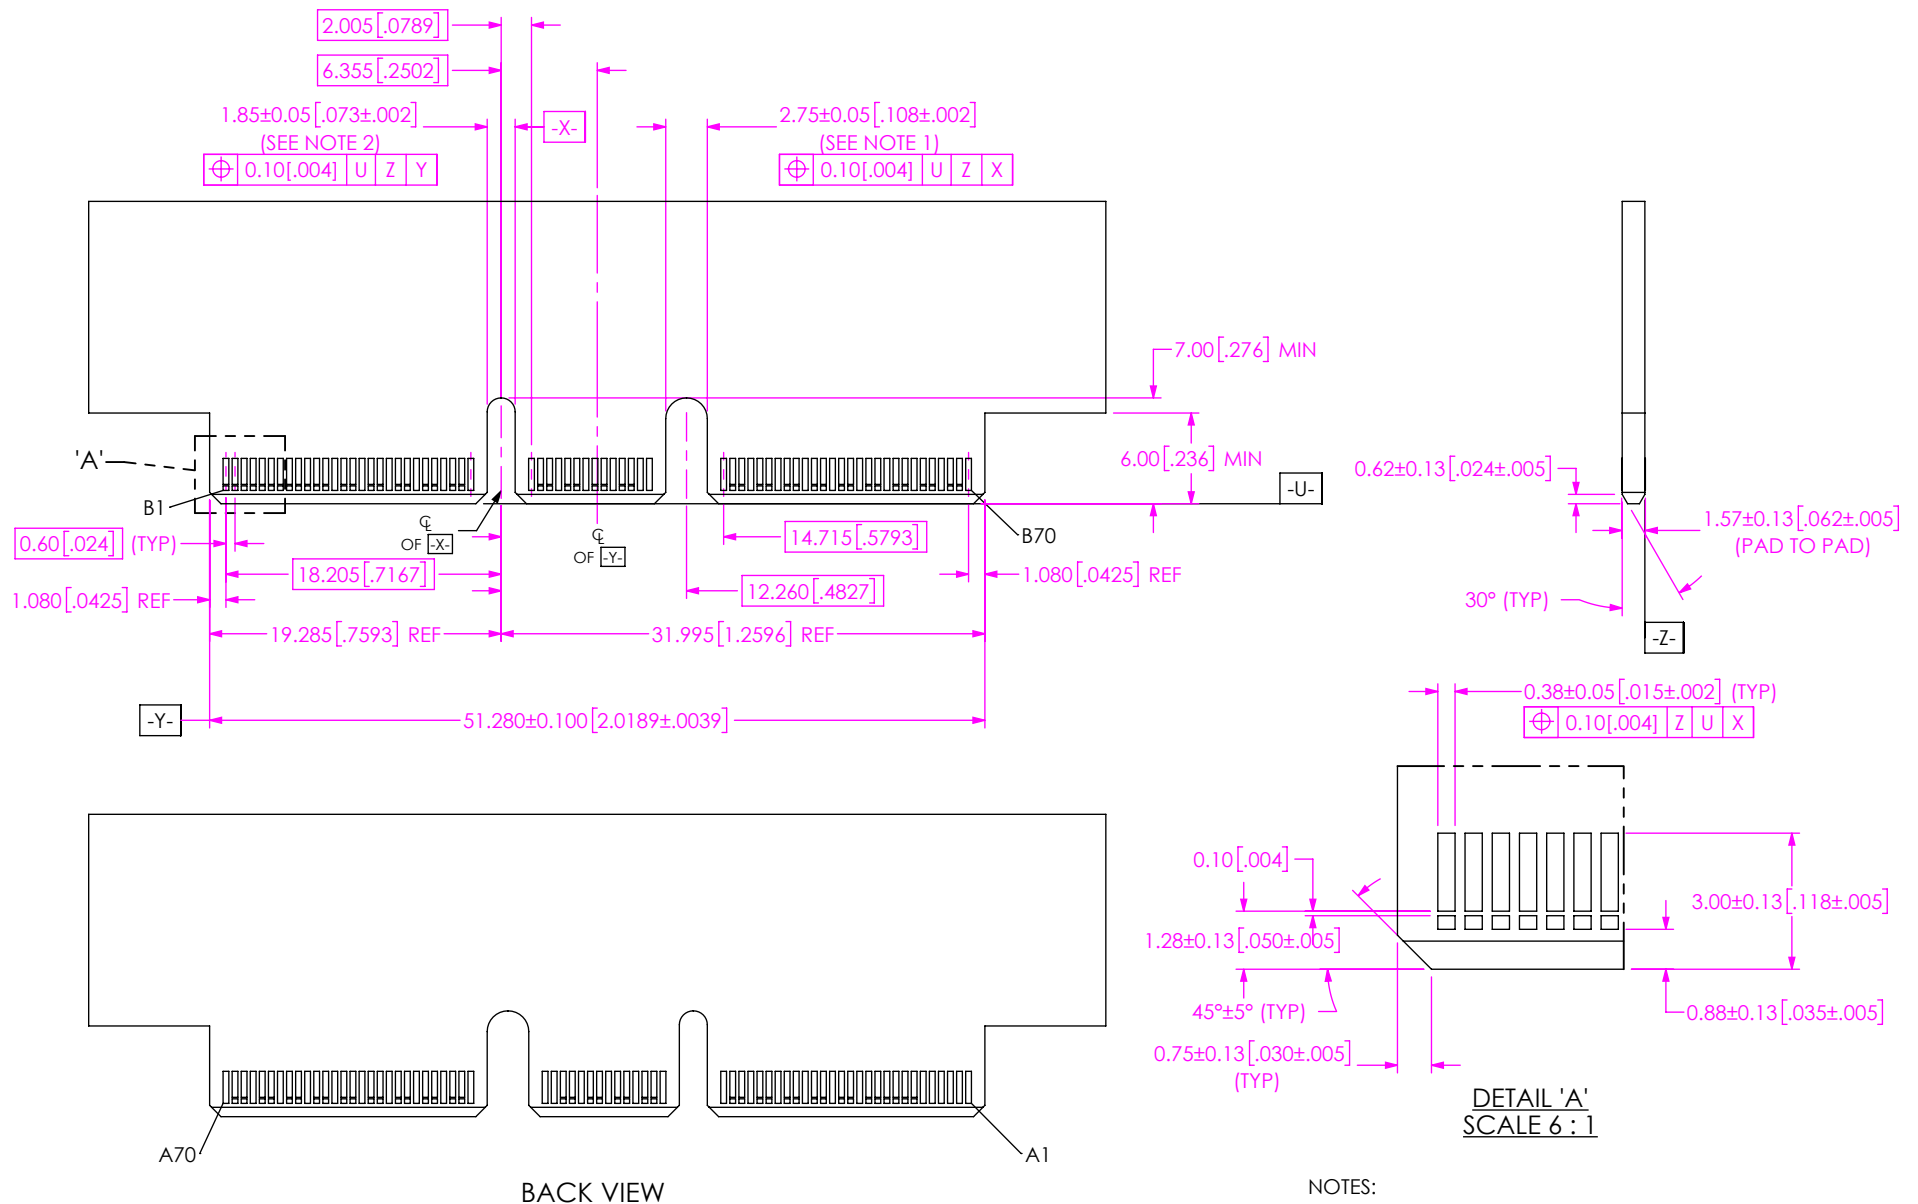 2.005[.0789]
6.355[.2502]
1.85±0.05[.073±.002]
(SEE NOTE 2)
⌖ 0.10[.004] U Z Y
-X-
2.75±0.05[.108±.002]
(SEE NOTE 1)
⌖ 0.10[.004] U Z X
7.00[.276] MIN
6.00[.236] MIN
'A'
B1
-U-
0.62±0.13[.024±.005]
1.57±0.13[.062±.005]
(PAD TO PAD)
30° (TYP)
-Z-
0.60[.024] (TYP)
℄
OF -X-
℄
OF -Y-
14.715[.5793]
B70
18.205[.7167]
12.260[.4827]
1.080[.0425] REF
1.080[.0425] REF
19.285[.7593] REF
31.995[1.2596] REF
-Y-
51.280±0.100[2.0189±.0039]
0.38±0.05[.015±.002] (TYP)
⌖ 0.10[.004] Z U X
0.10[.004]
3.00±0.13[.118±.005]
1.28±0.13[.050±.005]
45°±5° (TYP)
0.88±0.13[.035±.005]
0.75±0.13[.030±.005]
(TYP)
DETAIL 'A'
SCALE 6 : 1
A70
A1
BACK VIEW
NOTES: